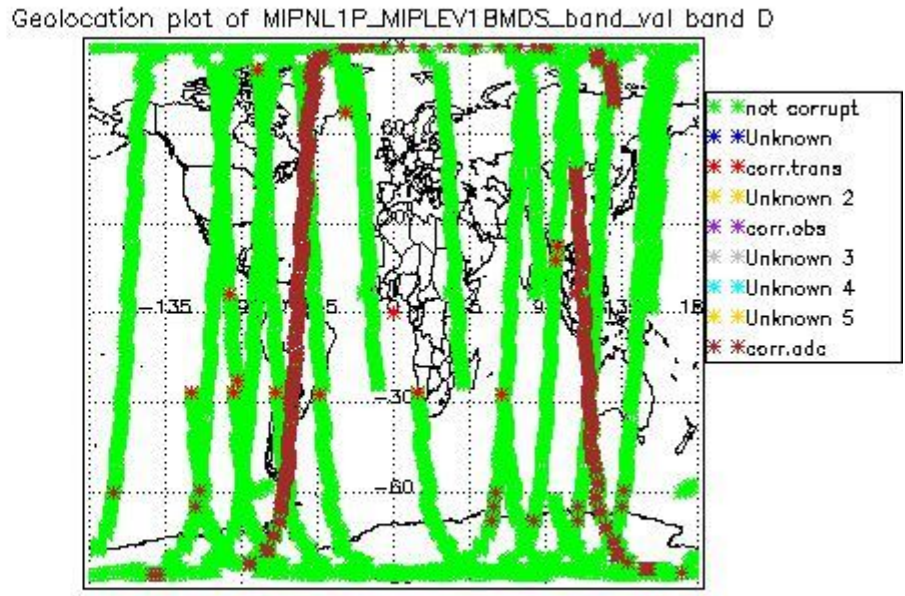 Geolocation plot of MIPNL1P_MIPLEV1BMDS_band_val band D
not corrupt
Unknown
corr.trans
Unknown 2
corr.obs
Unknown 3
Unknown 4
Unknown 5
corr.adc
60
-135
-30
-60